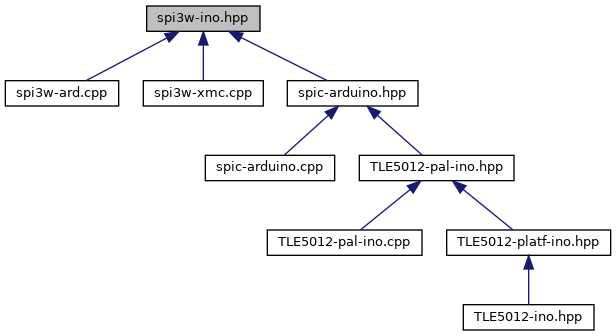 spi3w-ino.hpp
spi3w-ard.cpp
spi3w-xmc.cpp
spic-arduino.hpp
spic-arduino.cpp
TLE5012-pal-ino.hpp
TLE5012-pal-ino.cpp
TLE5012-platf-ino.hpp
TLE5012-ino.hpp